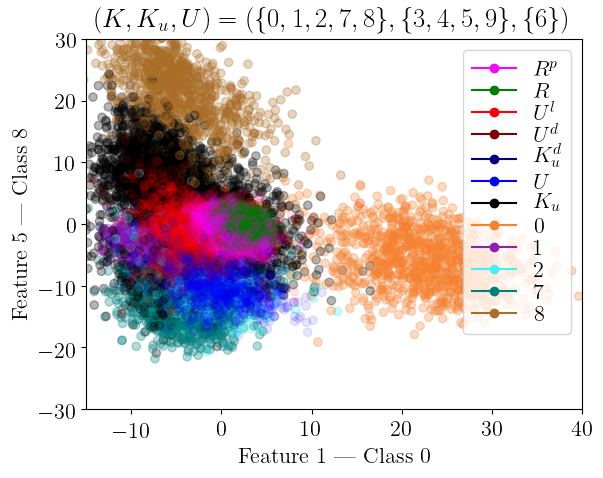 (K, K_u, U) = ({0, 1, 2, 7, 8}, {3, 4, 5, 9}, {6})
30
20
10
0
−10
−20
−30
−10
0
10
20
30
40
Feature 5 — Class 8
Feature 1 — Class 0
R^p
R
U^l
U^d
K_u^d
U
K_u
0
1
2
7
8